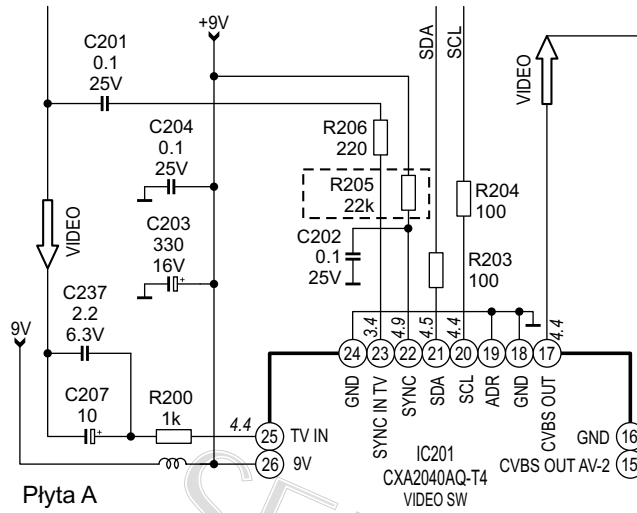 C201
0.1
25V
+9V
SDA
SCL
VIDEO
C204
0.1
25V
R206
220
R205
22k
R204
100
VIDEO
C203
330
16V
C202
0.1
25V
R203
100
C237
2.2
6.3V
9V
3.4
4.9
4.5
4.4
4.4
24
23
22
21
20
19
18
17
GND
SYNC IN TV
SYNC
SDA
SCL
ADR
GND
CVBS OUT
C207
10
R200
1k
4.4
25
TV IN
26
9V
IC201
CXA2040AQ-T4
VIDEO SW
GND
16
CVBS OUT AV-2
15
Płyta A